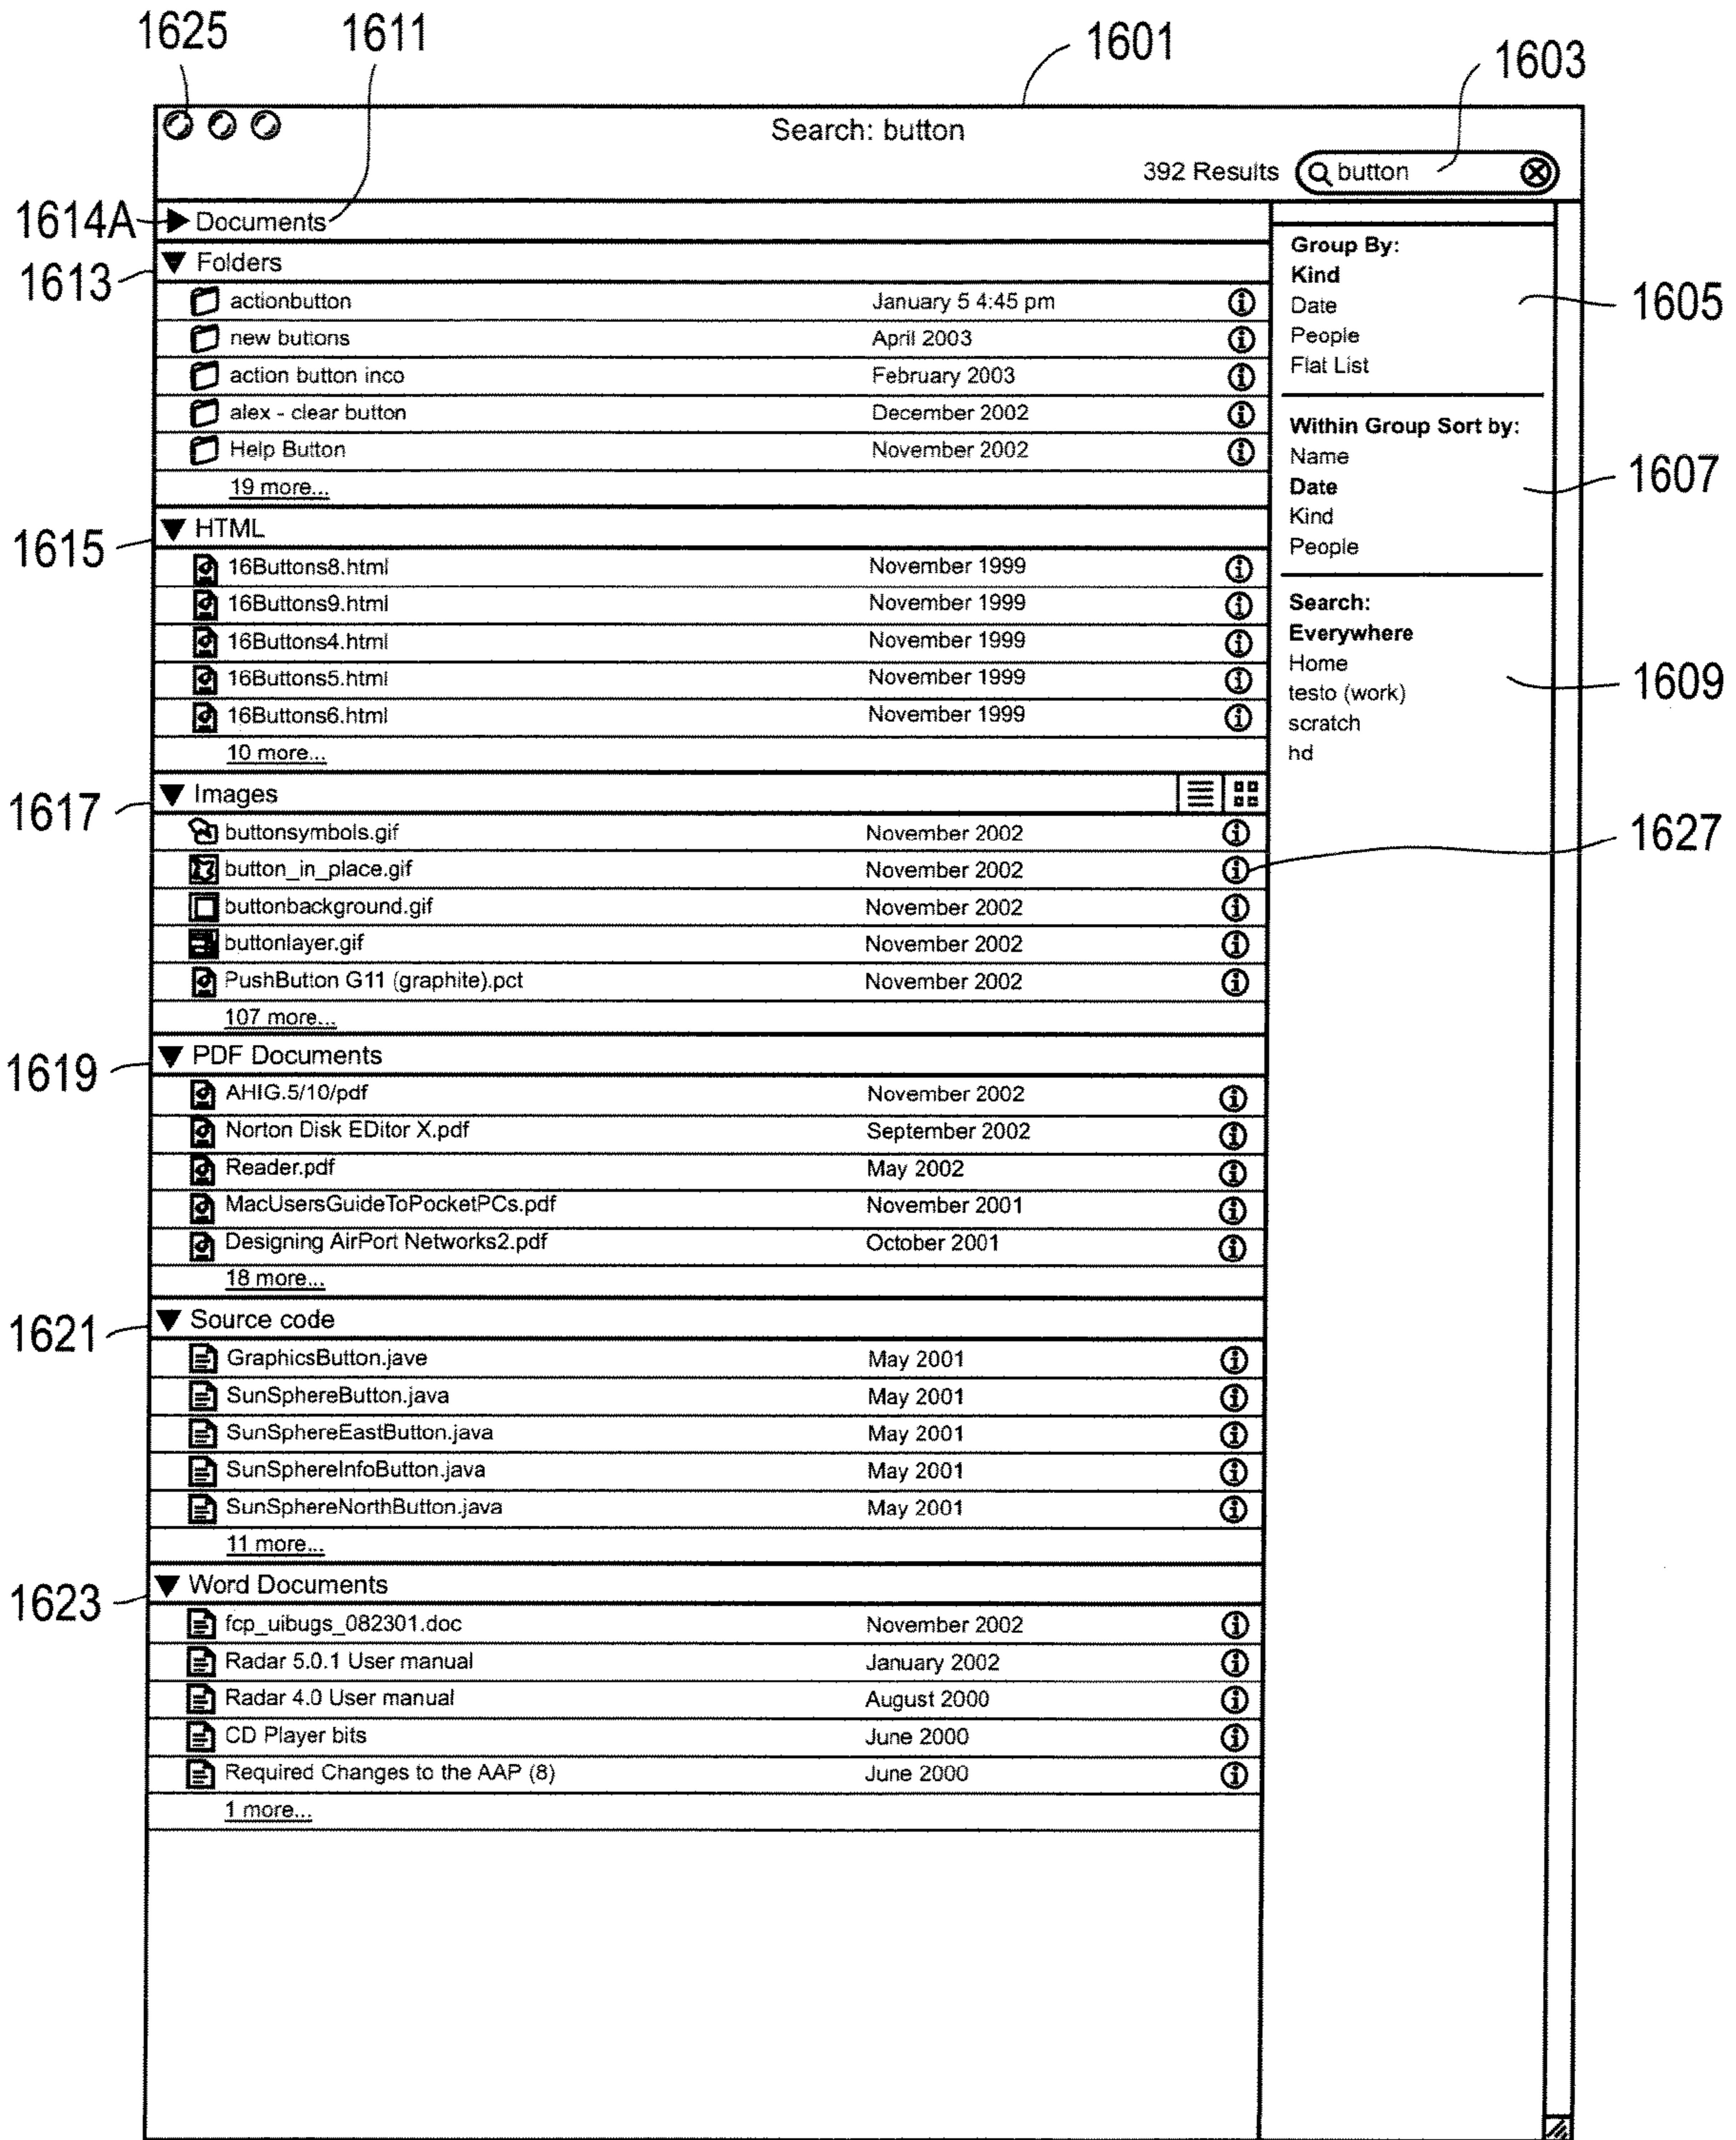 1625 1611 1601 1603
Search: button
392 Results button
1614A Documents
1613 Folders
actionbutton January 5 4:45 pm
new buttons April 2003
action button inco February 2003
alex - clear button December 2002
Help Button November 2002
19 more...
1615 HTML
16Buttons8.html November 1999
16Buttons9.html November 1999
16Buttons4.html November 1999
16Buttons5.html November 1999
16Buttons6.html November 1999
10 more...
1617 Images
buttonsymbols.gif November 2002
button_in_place.gif November 2002
buttonbackground.gif November 2002
buttonlayer.gif November 2002
PushButton G11 (graphite).pct November 2002
107 more...
1619 PDF Documents
AHIG.5/10/pdf November 2002
Norton Disk EDitor X.pdf September 2002
Reader.pdf May 2002
MacUsersGuideToPocketPCs.pdf November 2001
Designing AirPort Networks2.pdf October 2001
18 more...
1621 Source code
GraphicsButton.jave May 2001
SunSphereButton.java May 2001
SunSphereEastButton.java May 2001
SunSphereInfoButton.java May 2001
SunSphereNorthButton.java May 2001
11 more...
1623 Word Documents
fcp_uibugs_082301.doc November 2002
Radar 5.0.1 User manual January 2002
Radar 4.0 User manual August 2000
CD Player bits June 2000
Required Changes to the AAP (8) June 2000
1 more...
Group By:
Kind
Date 1605
People
Flat List
Within Group Sort by:
Name
Date 1607
Kind
People
Search:
Everywhere
Home
testo (work) 1609
scratch
hd
1627